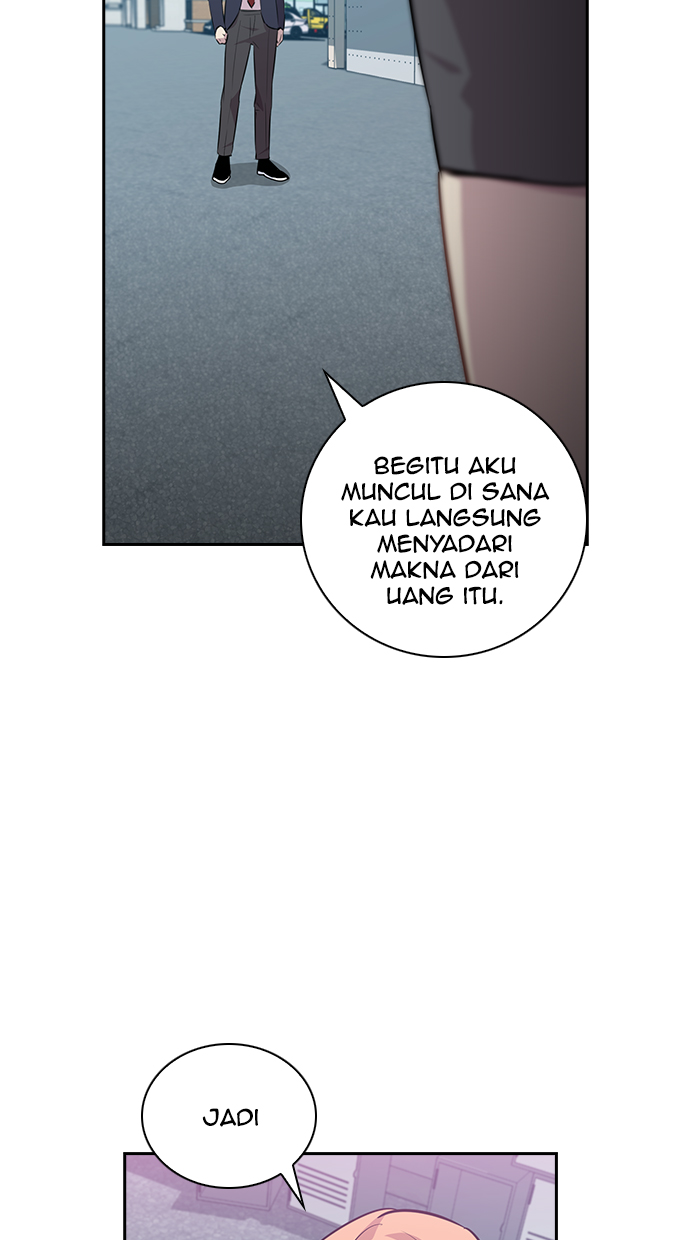 BEGITU AKU
MUNCUL DI SANA
KAU LANGSUNG
MENYADARI
MAKNA DARI
UANG ITU.
JADI